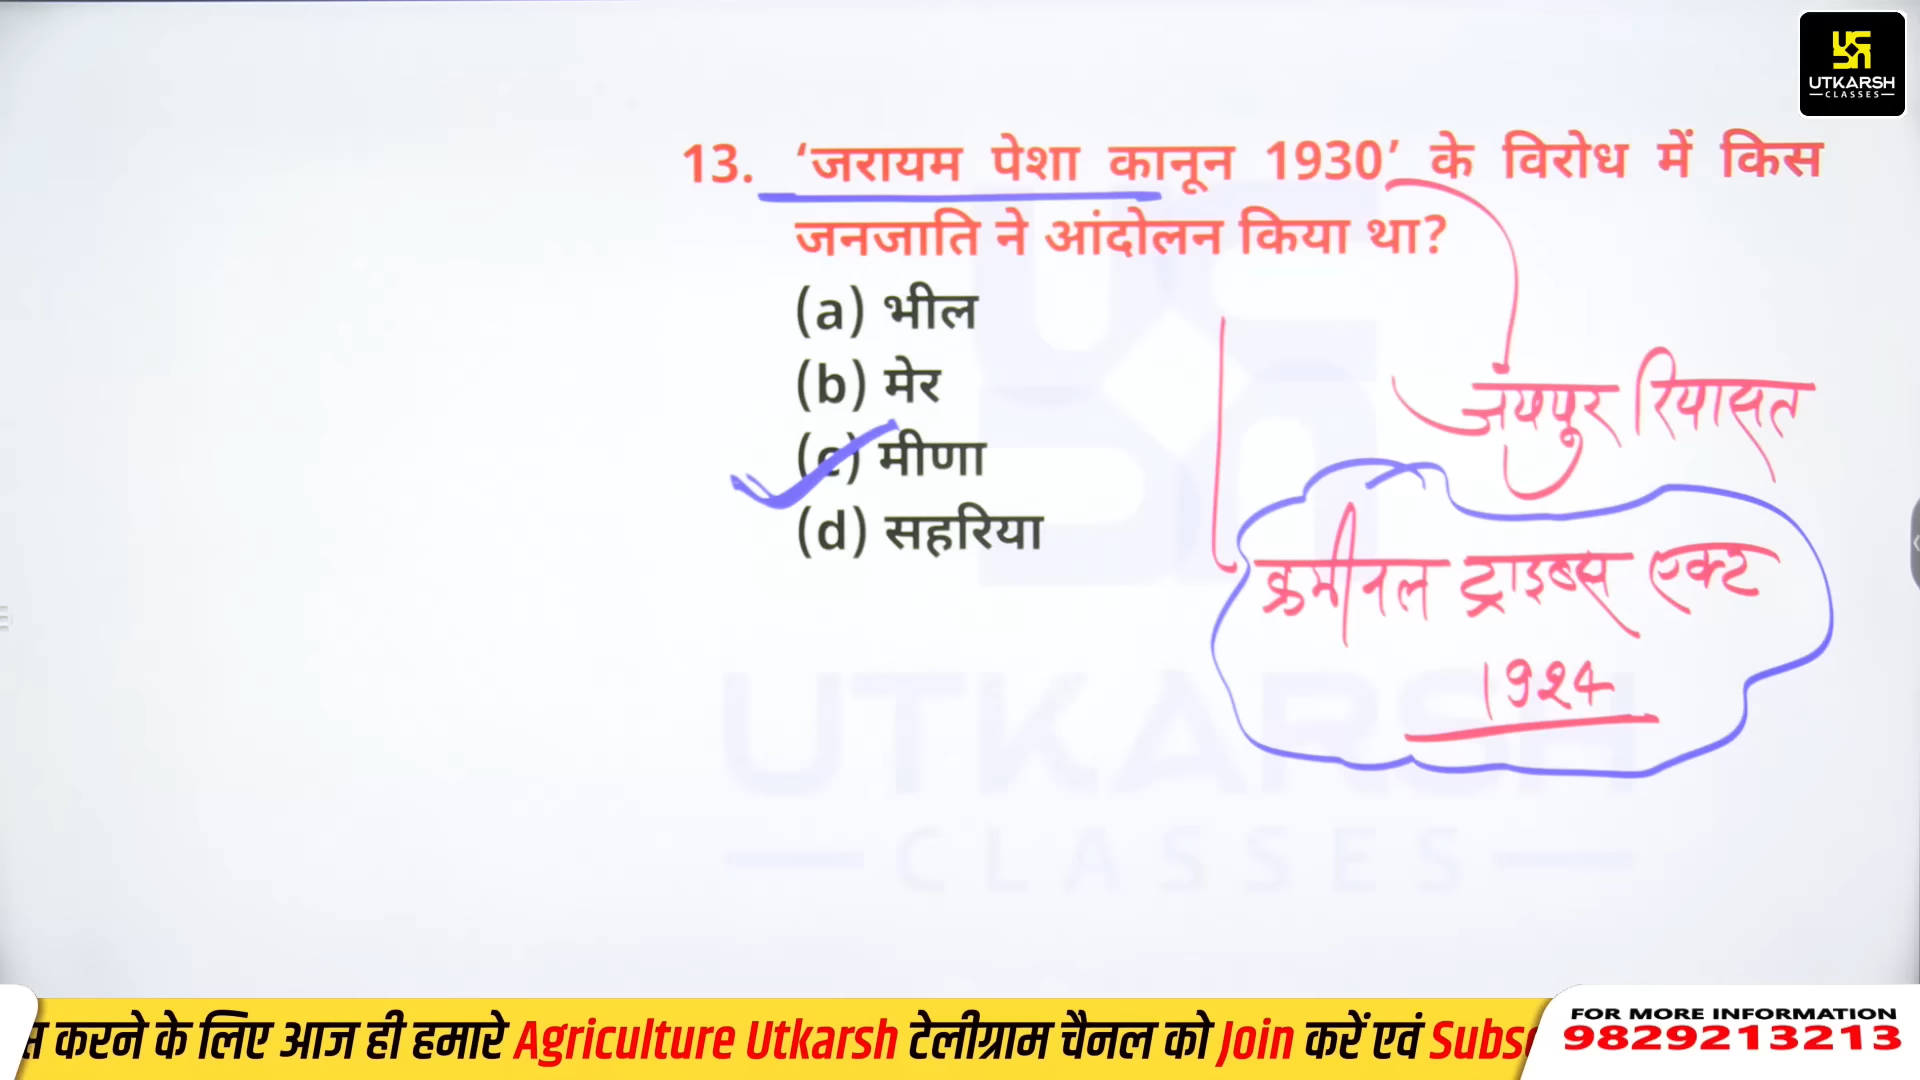 UTKARSH
CLASSES
13. ‘जरायम पेशा कानून 1930’ के विरोध में किस
जनजाति ने आंदोलन किया था?
(a) भील
(b) मेर
(c) मीणा
(d) सहरिया
जयपुर रियासत
क्रमीनल ट्राइब्स एक्ट
1924
UTKARSH
CLASSES
करने के लिए आज ही हमारे Agriculture Utkarsh टेलीग्राम चैनल को Join करें एवं Subs
FOR MORE INFORMATION
9829213213